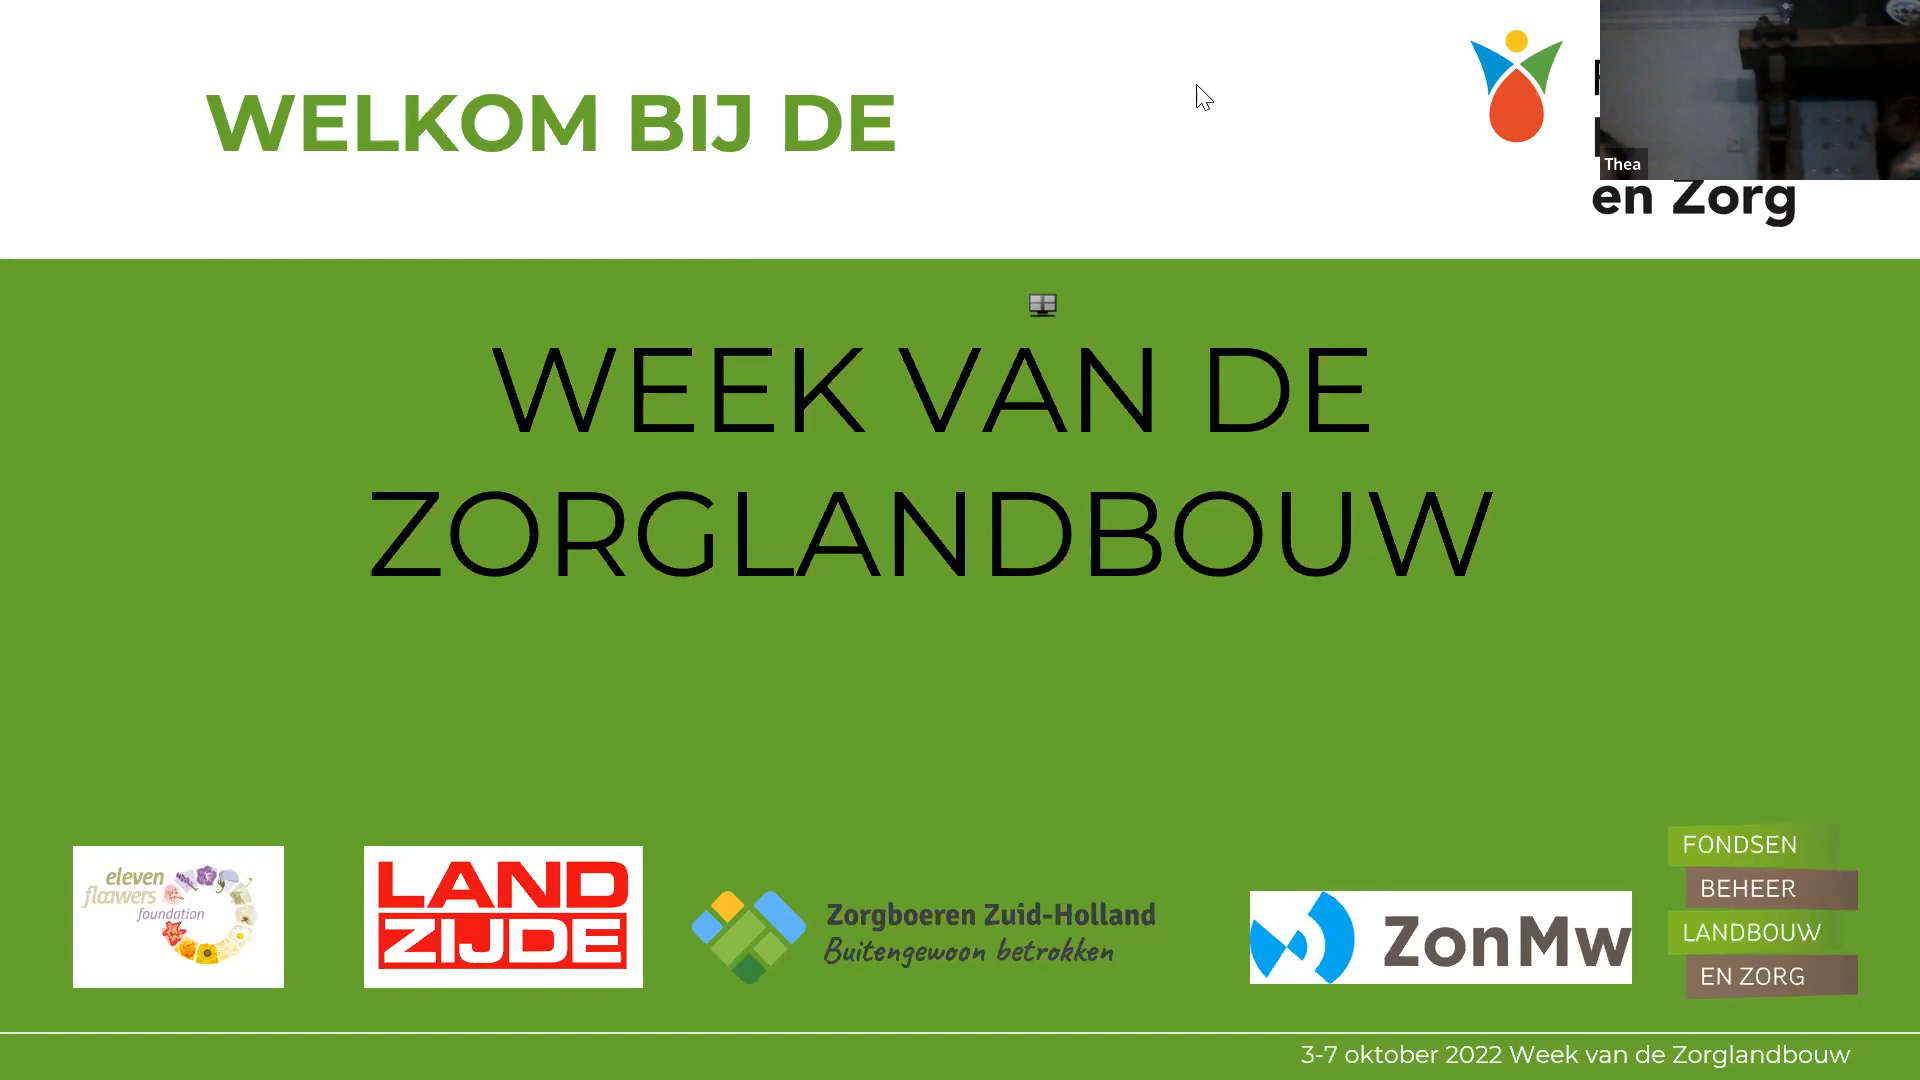 WELKOM BIJ DE
Thea
en Zorg
WEEK VAN DE
ZORGLANDBOUW
eleven
flowers
foundation
LAND
ZIJDE
Zorgboeren Zuid-Holland
Buitengewoon betrokken
ZonMw
FONDSEN
BEHEER
LANDBOUW
EN ZORG
3-7 oktober 2022 Week van de Zorglandbouw